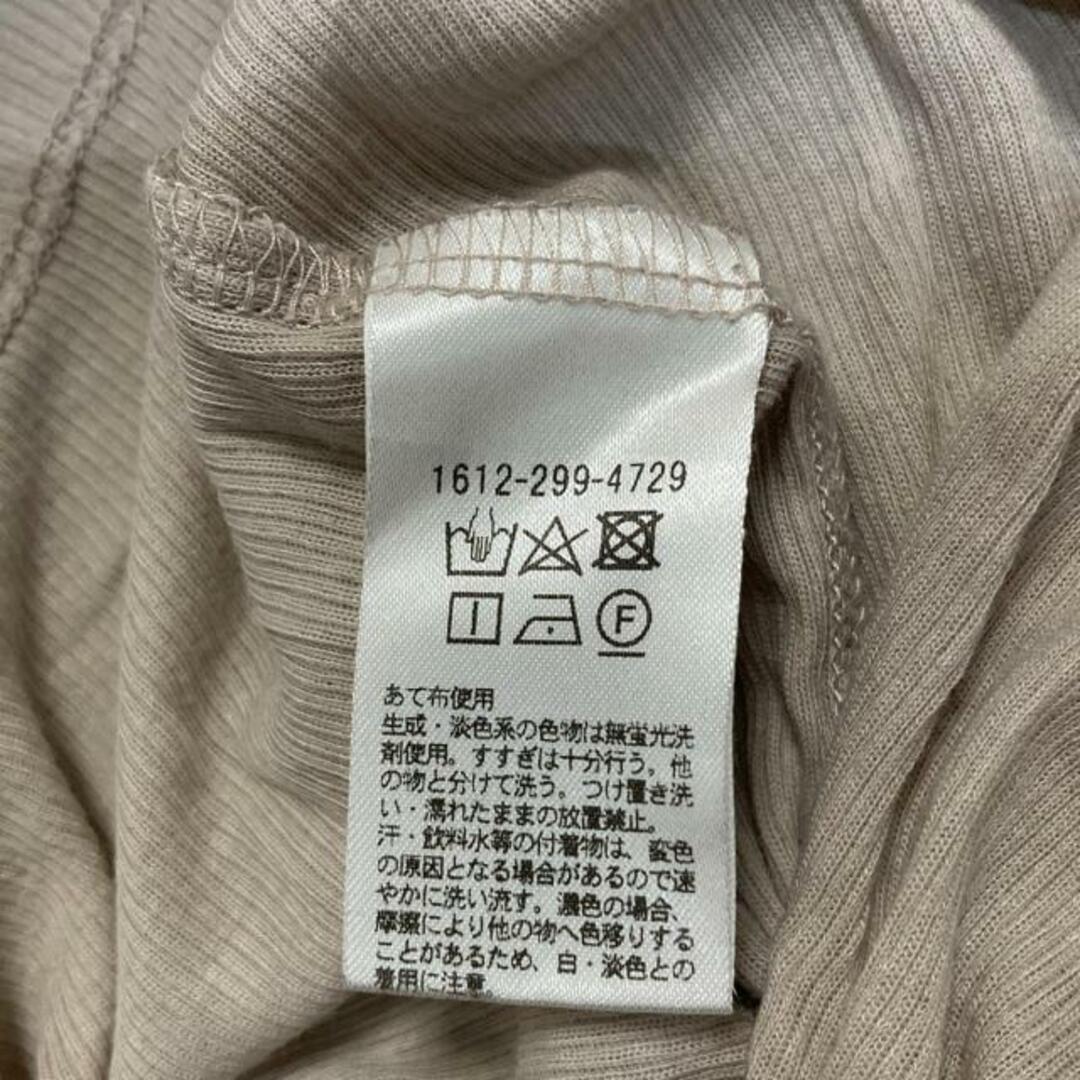 1612-299-4729
F
あて布使用
生成・淡色系の色物は無蛍光洗
剤使用。すすぎは十分行う。他
の物と分けて洗う。つけ置き洗
い・濡れたままの放置禁止。
汗・飲料水等の付着物は、変色
の原因となる場合があるので速
やかに洗い流す。濃色の場合、
摩擦により他の物へ色移りする
ことがあるため、白・淡色との
着用に注意。